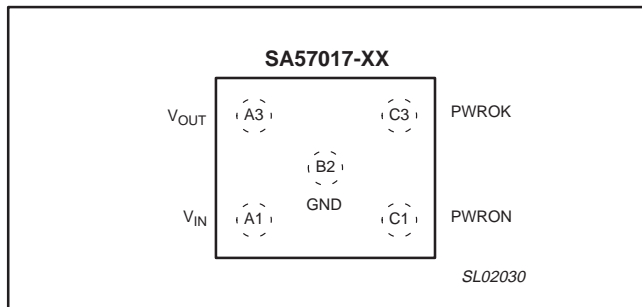 SA57017-XX
VOUT A3 C3 PWROK
B2
GND
VIN A1 C1 PWRON
SL02030